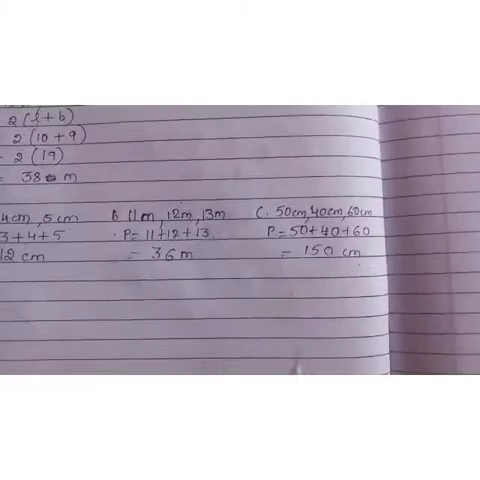 2(l+b)
2(10+9)
- 2(19)
= 38 m
4cm, 5cm B. 11m, 12m, 13m C. 50cm, 40cm, 60cm
3+4+5 P=11+12+13 P=50+40+60
12 cm = 36 m = 150 cm